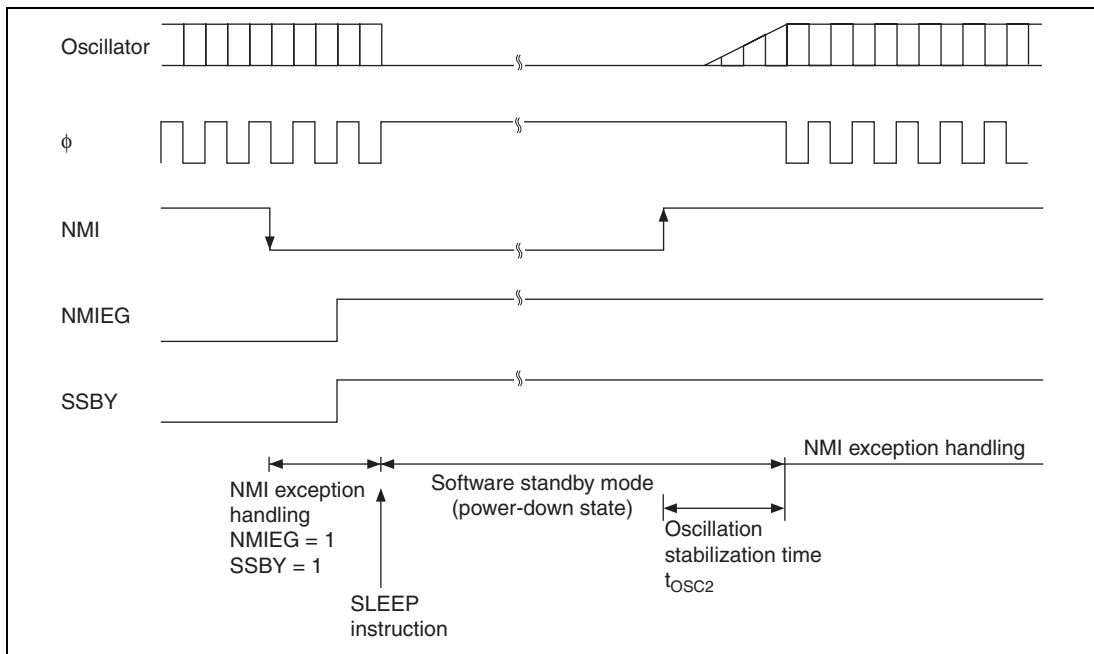 Oscillator
ϕ
NMI
NMIEG
SSBY
NMI exception
handling
NMIEG = 1
SSBY = 1
SLEEP
instruction
Software standby mode
(power-down state)
Oscillation
stabilization time
tOSC2
NMI exception handling